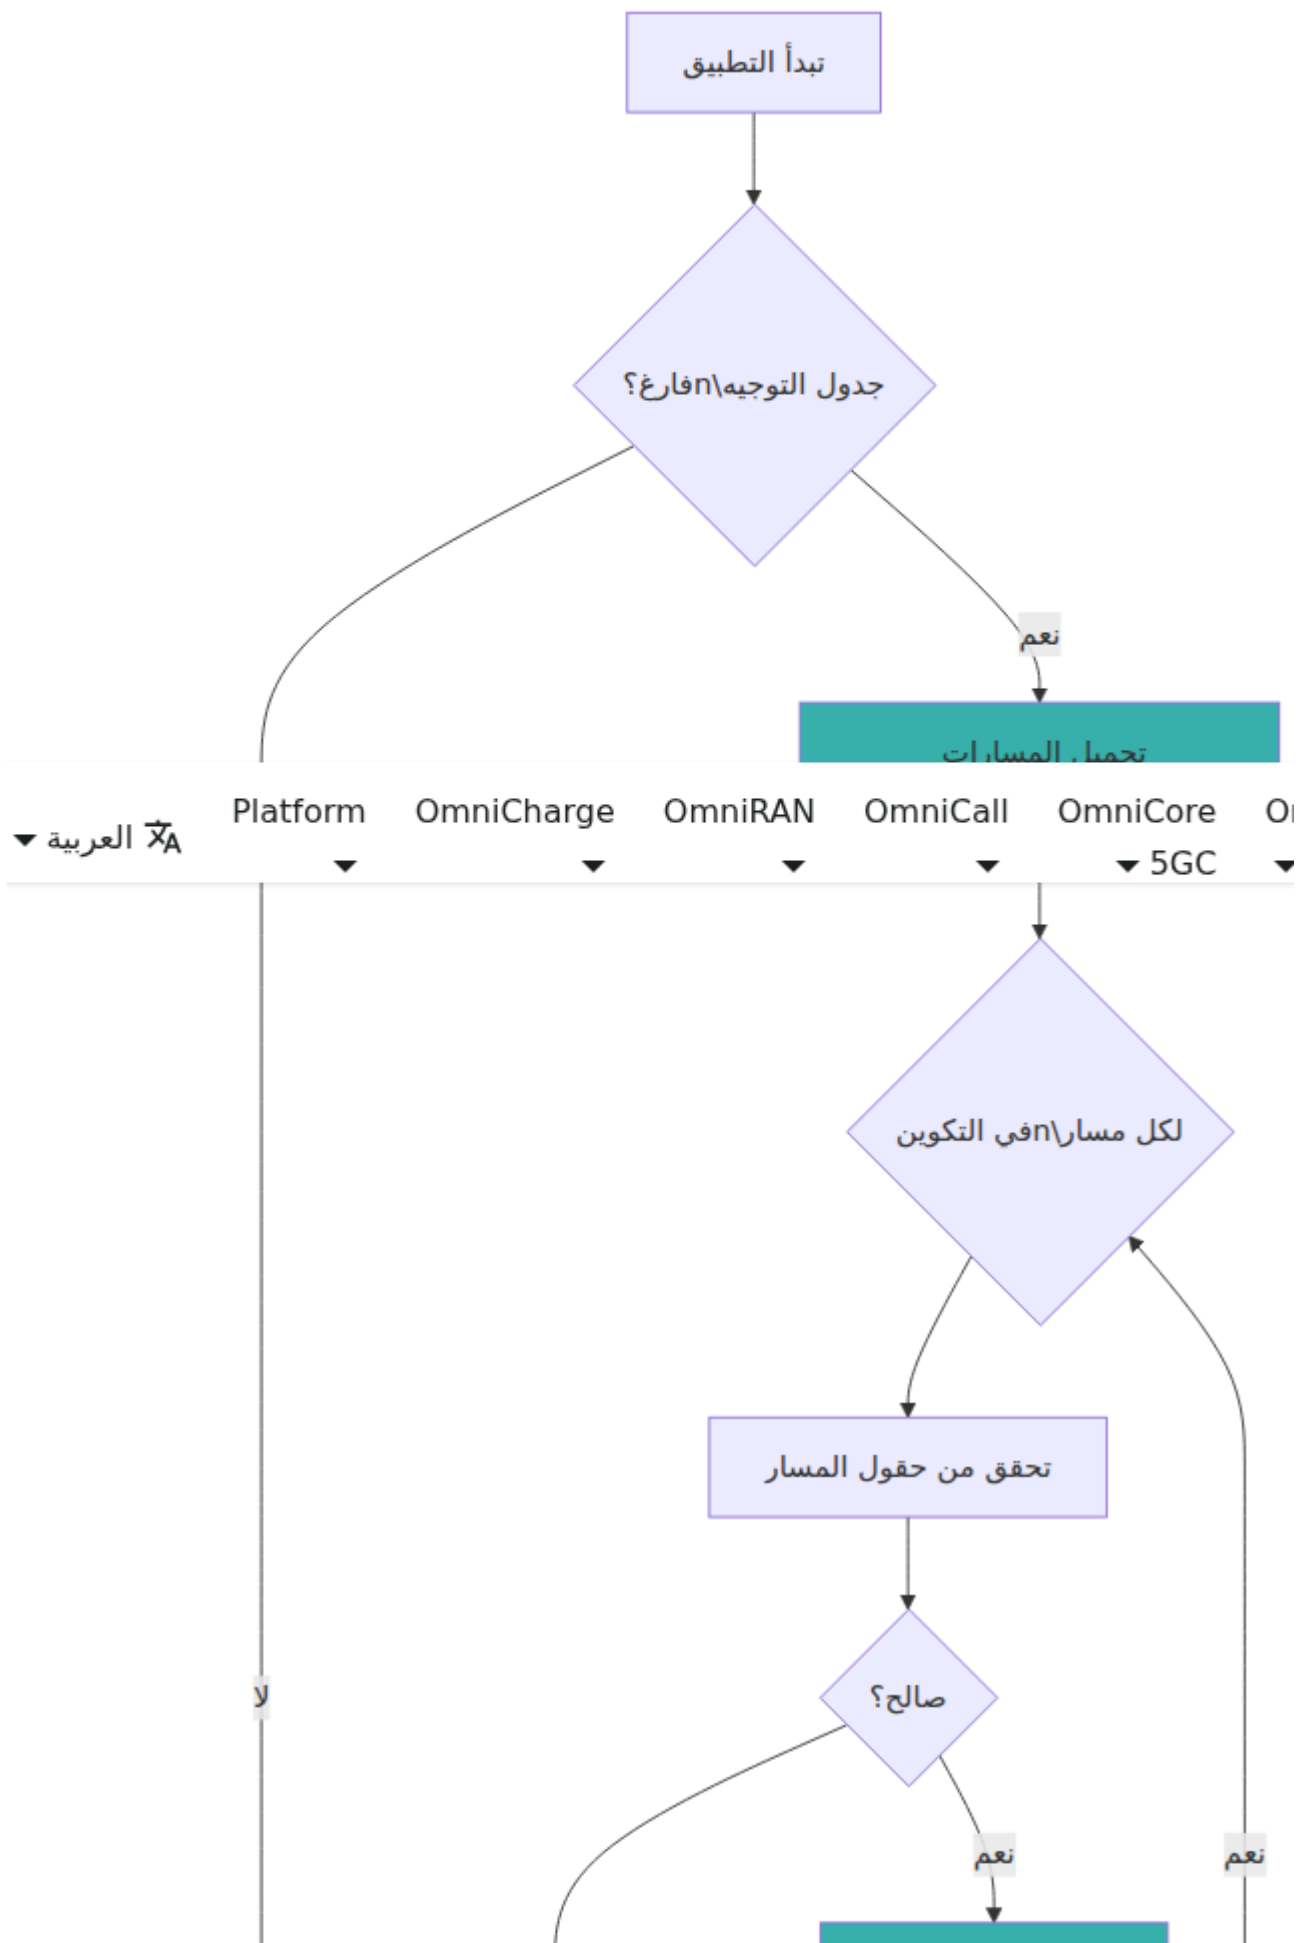 تبدأ التطبيق
جدول التوجيه\nفارغ؟
نعم
تحميل المسارات
العربية
Platform
OmniCharge
OmniRAN
OmniCall
OmniCore
5GC
لكل مسار\nفي التكوين
تحقق من حقول المسار
صالح؟
لا
نعم
نعم